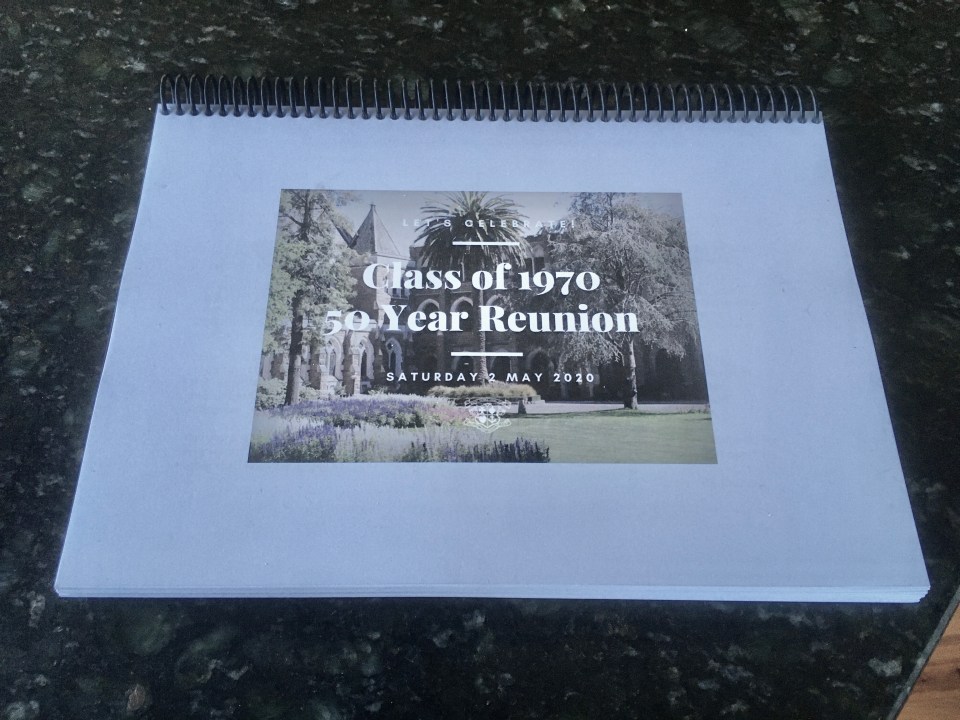 LET'S CELEBRATE!
Class of 1970
50 Year Reunion
SATURDAY 2 MAY 2020